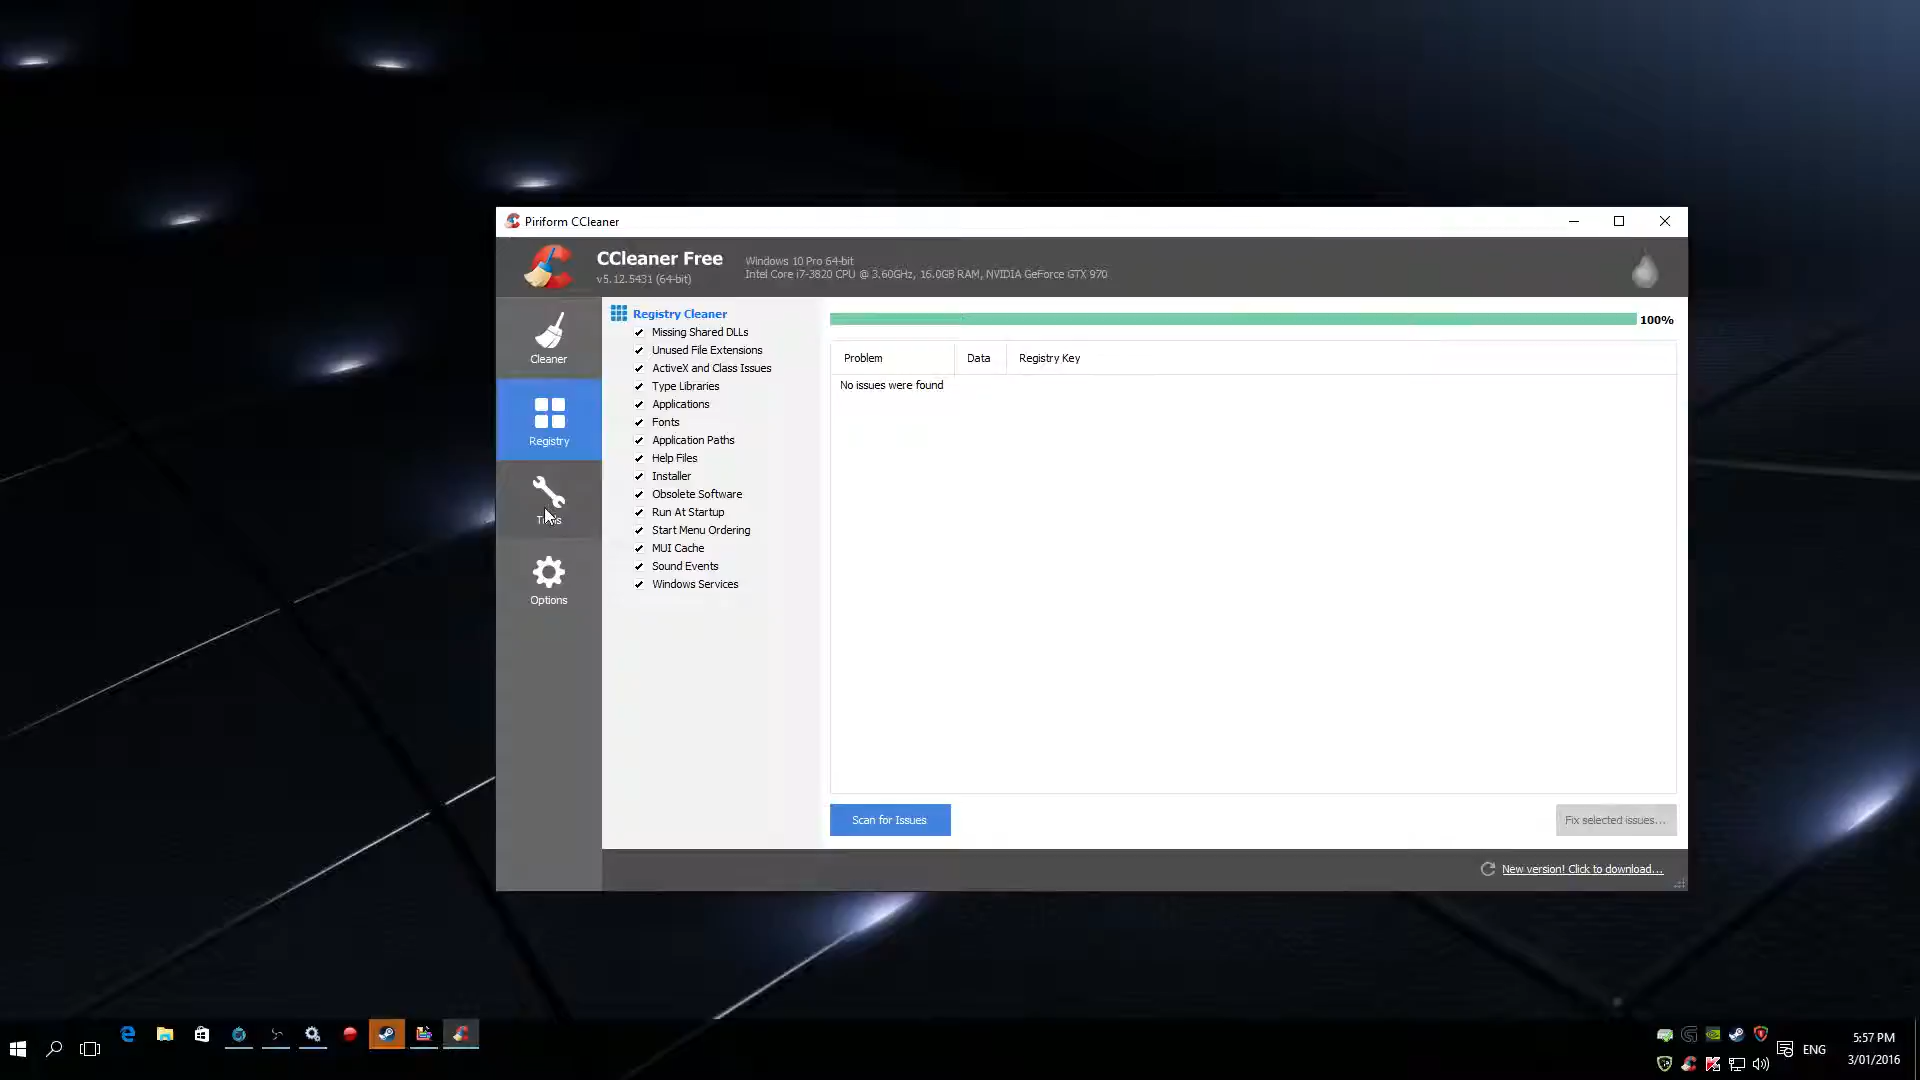 Piriform CCleaner
CCleaner Free
v5.12.5431 (64-bit)
Windows 10 Pro 64-bit
Intel Core i7-3820 CPU @ 3.60GHz, 16.0GB RAM, NVIDIA GeForce GTX 970
Cleaner
Registry
Options
Registry Cleaner
Missing Shared DLLs
Unused File Extensions
ActiveX and Class Issues
Type Libraries
Applications
Fonts
Application Paths
Help Files
Installer
Obsolete Software
Run At Startup
Start Menu Ordering
MUI Cache
Sound Events
Windows Services
100%
Problem Data Registry Key
No issues were found
Scan for Issues
Fix selected issues...
New version! Click to download...
ENG
5:57 PM
3/01/2016